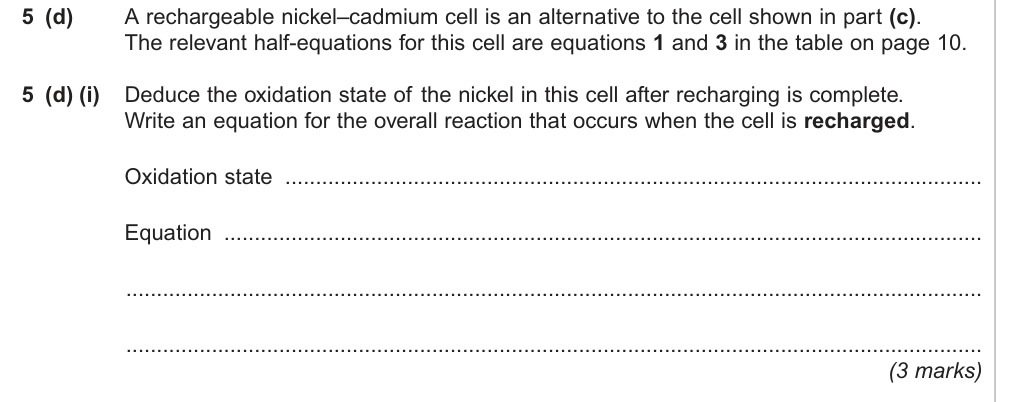 5 (d) A rechargeable nickel–cadmium cell is an alternative to the cell shown in part (c).
The relevant half-equations for this cell are equations 1 and 3 in the table on page 10.
5 (d) (i) Deduce the oxidation state of the nickel in this cell after recharging is complete.
Write an equation for the overall reaction that occurs when the cell is recharged.
Oxidation state ..........
Equation ..........
..........
..........
(3 marks)